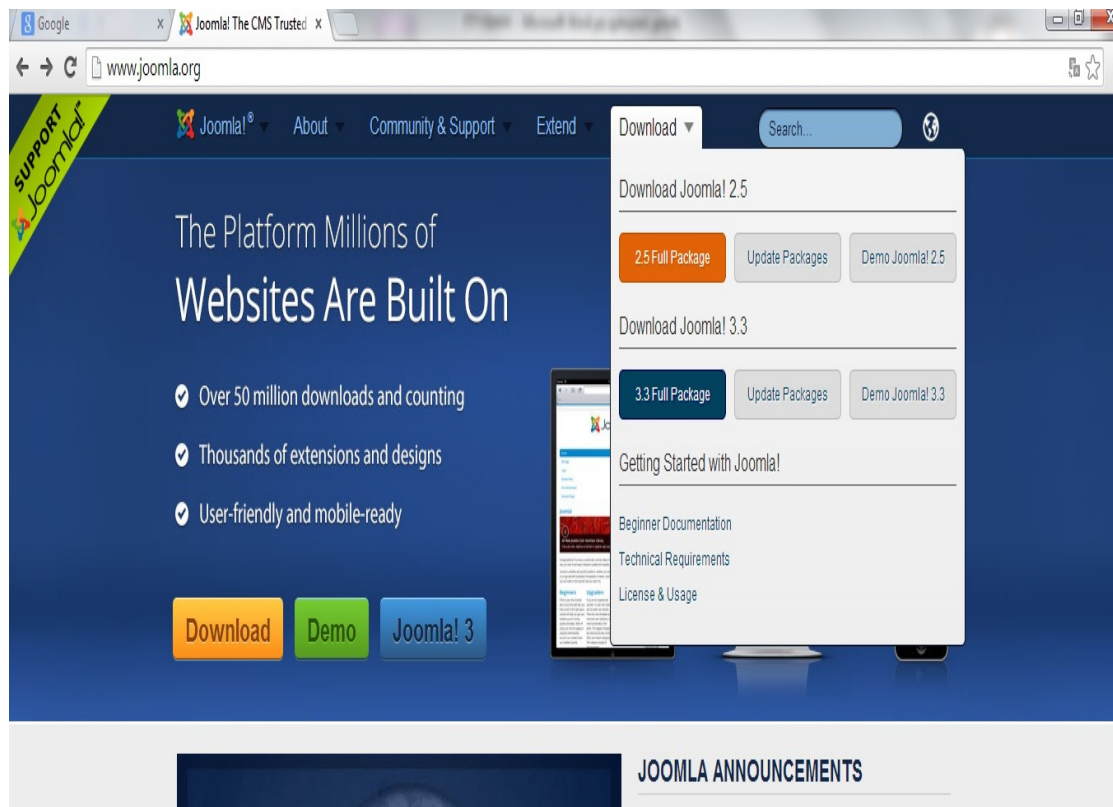 Google
Joomla! The CMS Trusted
www.joomla.org
SUPPORT
Joomla!®
Joomla!®
About
Community & Support
Extend
Download
Search...
The Platform Millions of
Websites Are Built On
Over 50 million downloads and counting
Thousands of extensions and designs
User-friendly and mobile-ready
Download
Demo
Joomla! 3
Download Joomla! 2.5
2.5 Full Package
Update Packages
Demo Joomla! 2.5
Download Joomla! 3.3
3.3 Full Package
Update Packages
Demo Joomla! 3.3
Getting Started with Joomla!
Beginner Documentation
Technical Requirements
License & Usage
JOOMLA ANNOUNCEMENTS